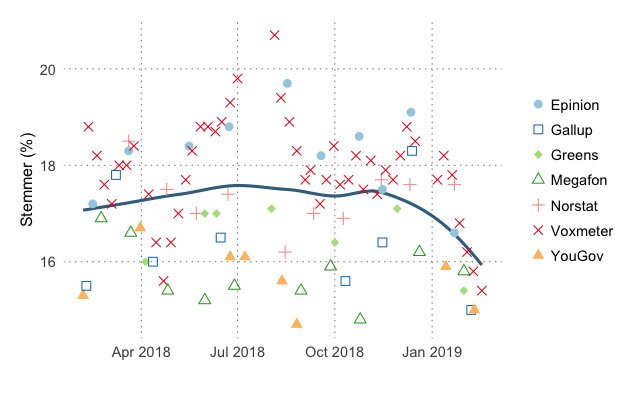 Stemmer (%)
20
18
16
Apr 2018
Jul 2018
Oct 2018
Jan 2019
Epinion
Gallup
Greens
Megafon
Norstat
Voxmeter
YouGov